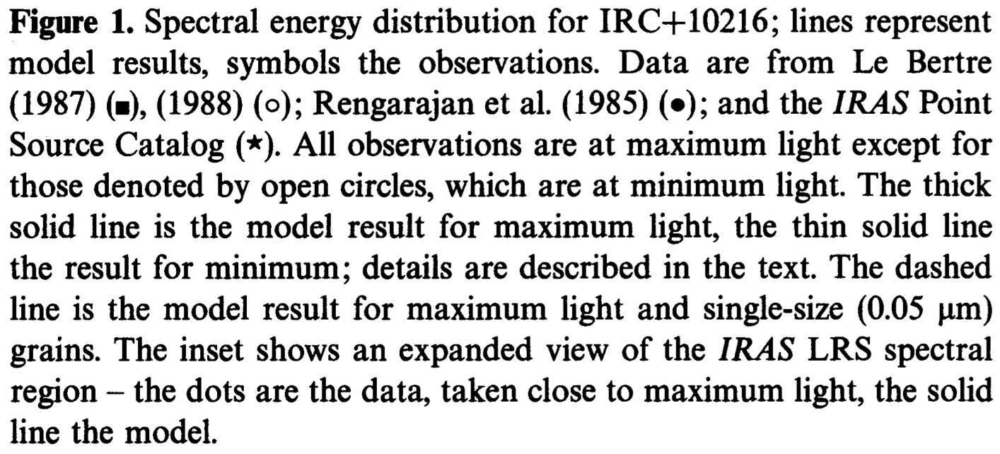 Figure 1. Spectral energy distribution for IRC+10216; lines represent
model results, symbols the observations. Data are from Le Bertre
(1987) (■), (1988) (○); Rengarajan et al. (1985) (●); and the IRAS Point
Source Catalog (★). All observations are at maximum light except for
those denoted by open circles, which are at minimum light. The thick
solid line is the model result for maximum light, the thin solid line
the result for minimum; details are described in the text. The dashed
line is the model result for maximum light and single-size (0.05 μm)
grains. The inset shows an expanded view of the IRAS LRS spectral
region – the dots are the data, taken close to maximum light, the solid
line the model.